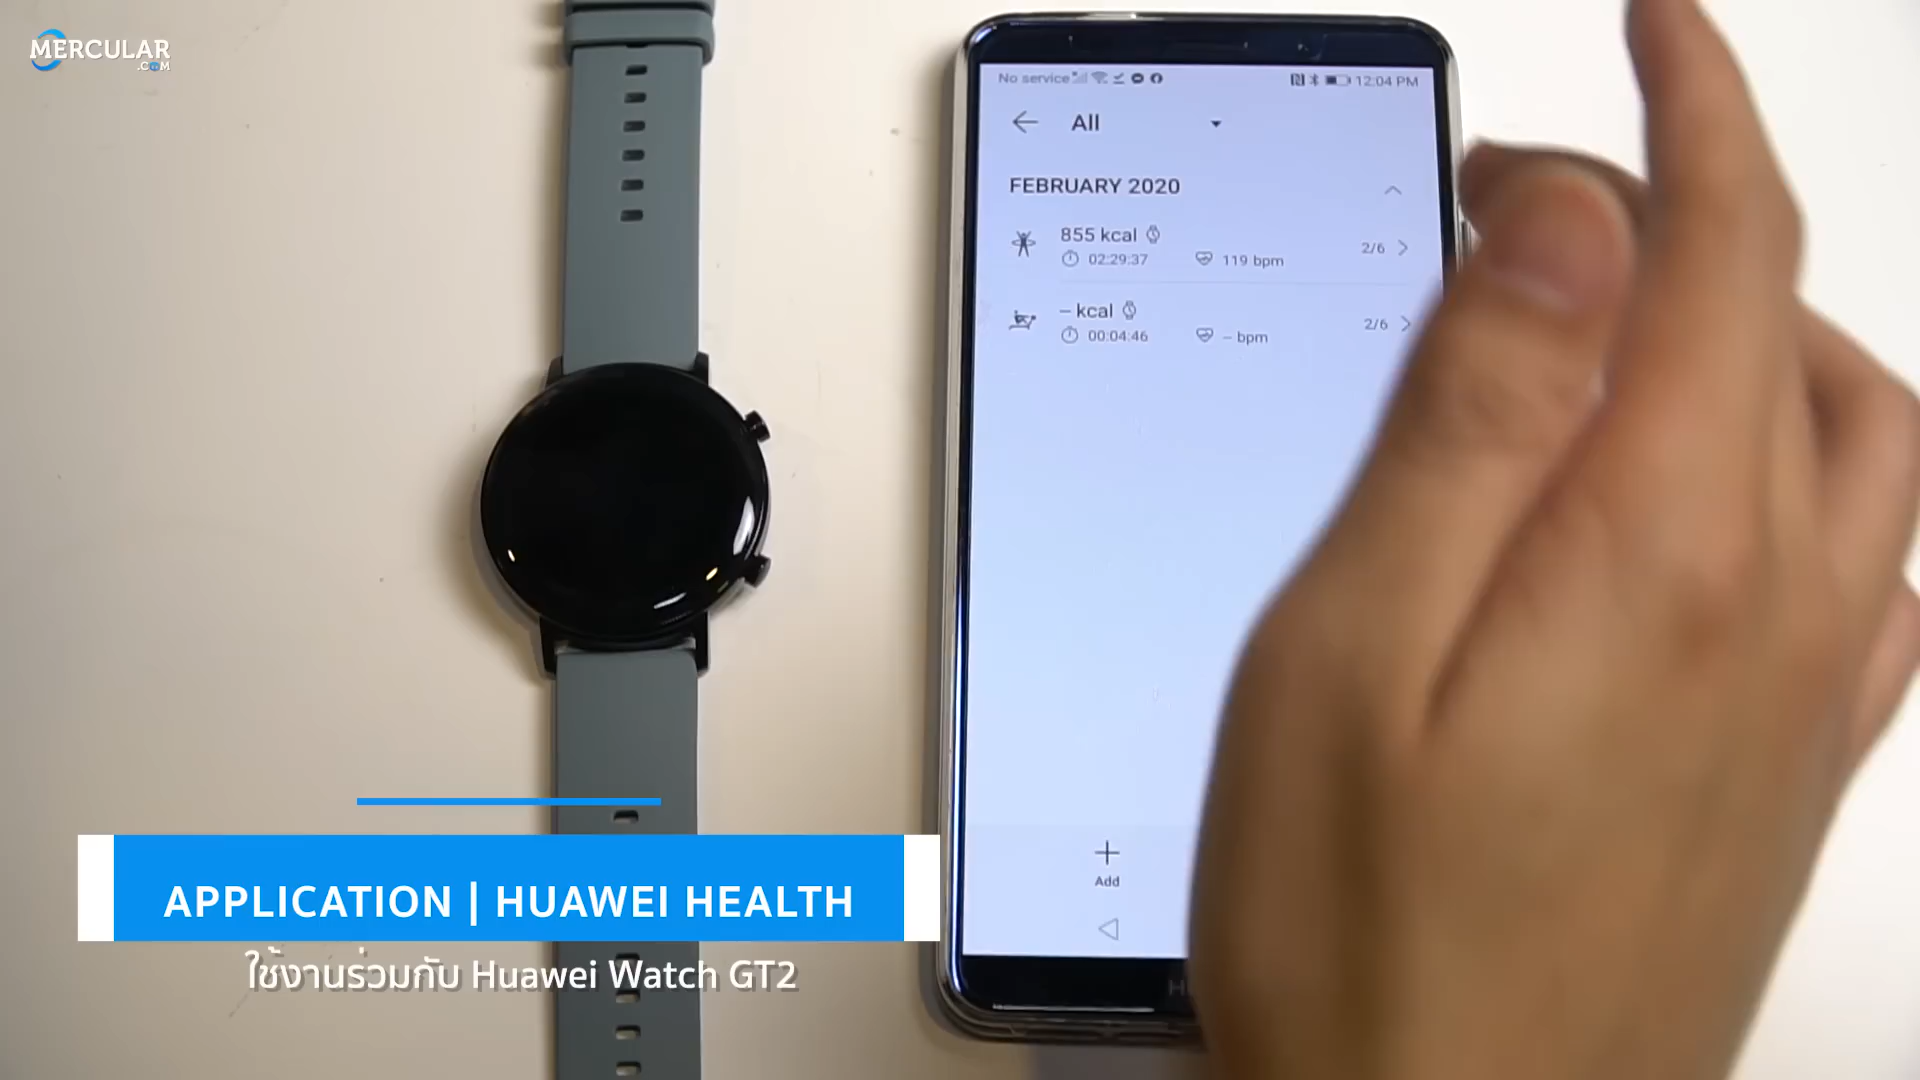 MERCULAR
.COM
No service 12:04 PM
All
FEBRUARY 2020
855 kcal
02:29:37 119 bpm 2/6
– kcal
00:04:46 – bpm 2/6
Add
APPLICATION | HUAWEI HEALTH
ใช้งานร่วมกับ Huawei Watch GT2